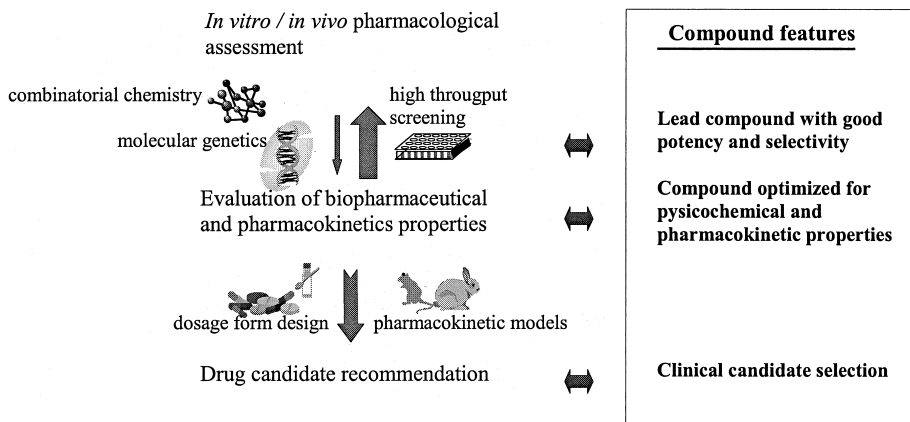 In vitro / in vivo pharmacological
assessment
combinatorial chemistry
high througput
screening
molecular genetics
Evaluation of biopharmaceutical
and pharmacokinetics properties
dosage form design
pharmacokinetic models
Drug candidate recommendation
Compound features
Lead compound with good
potency and selectivity
Compound optimized for
pysicochemical and
pharmacokinetic properties
Clinical candidate selection